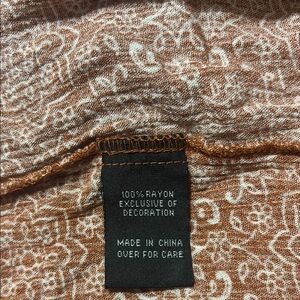 100% RAYON
EXCLUSIVE OF
DECORATION
MADE IN CHINA
OVER FOR CARE